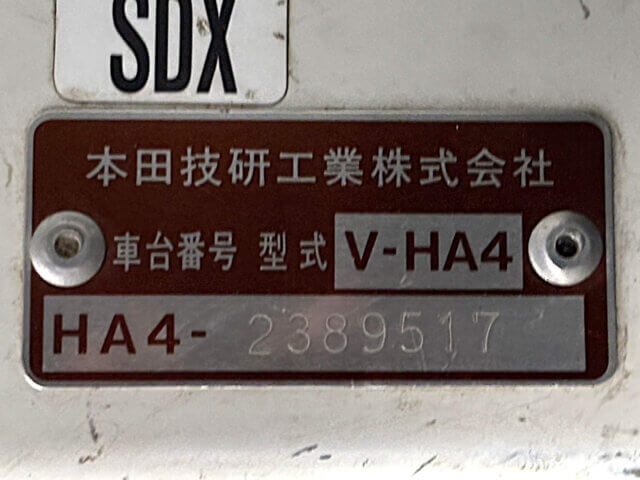 SDX
本田技研工業株式会社
車台番号 型式 V-HA4
HA4- 2389517